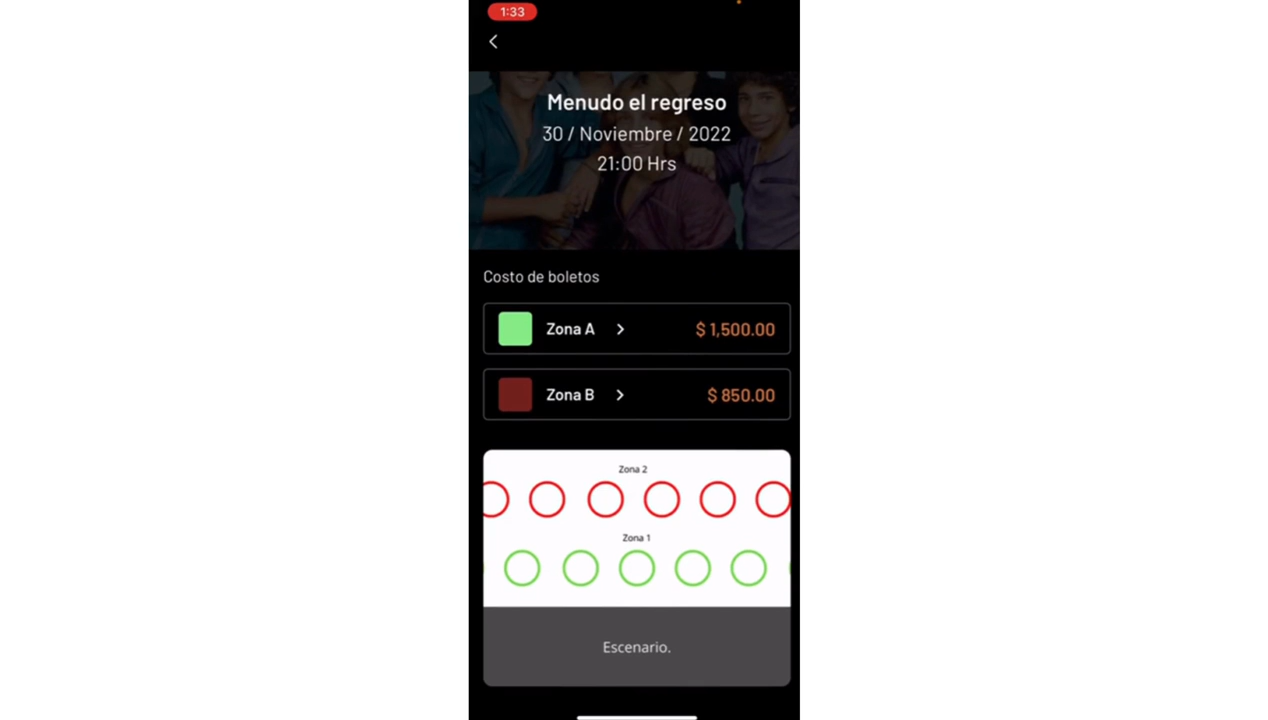 1:33
Menudo el regreso
30 / Noviembre / 2022
21:00 Hrs
Costo de boletos
Zona A $ 1,500.00
Zona B $ 850.00
Zona 2
Zona 1
Escenario.